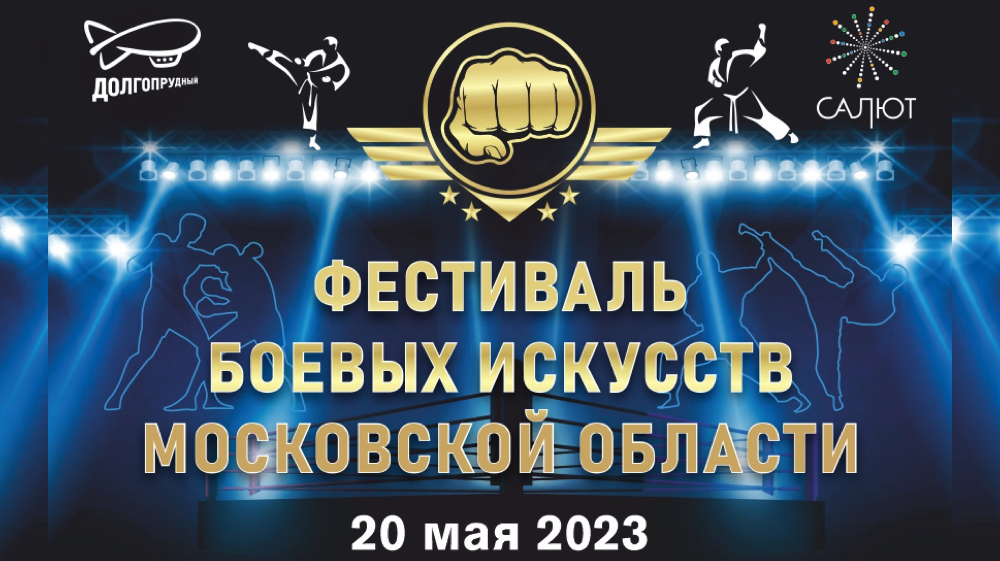 ДОЛГОПРУДНЫЙ
САЛЮТ
ФЕСТИВАЛЬ
БОЕВЫХ ИСКУССТВ
МОСКОВСКОЙ ОБЛАСТИ
20 мая 2023